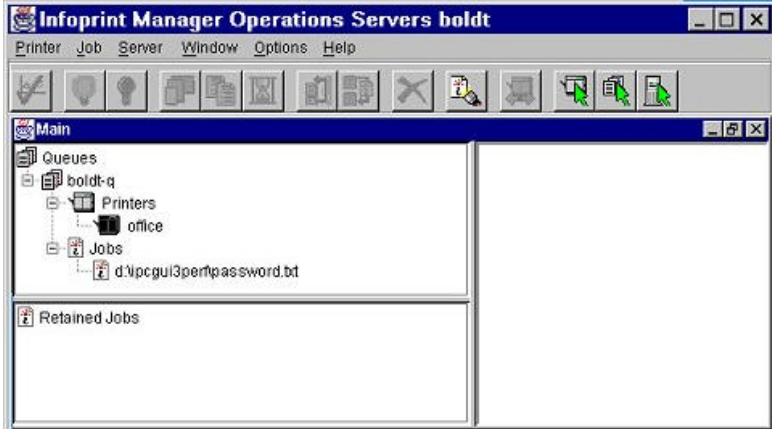 Infoprint Manager Operations Servers boldt
Printer Job Server Window Options Help
Main
Queues
boldt-q
Printers
office
Jobs
d:\ipcgui3perf\password.txt
Retained Jobs